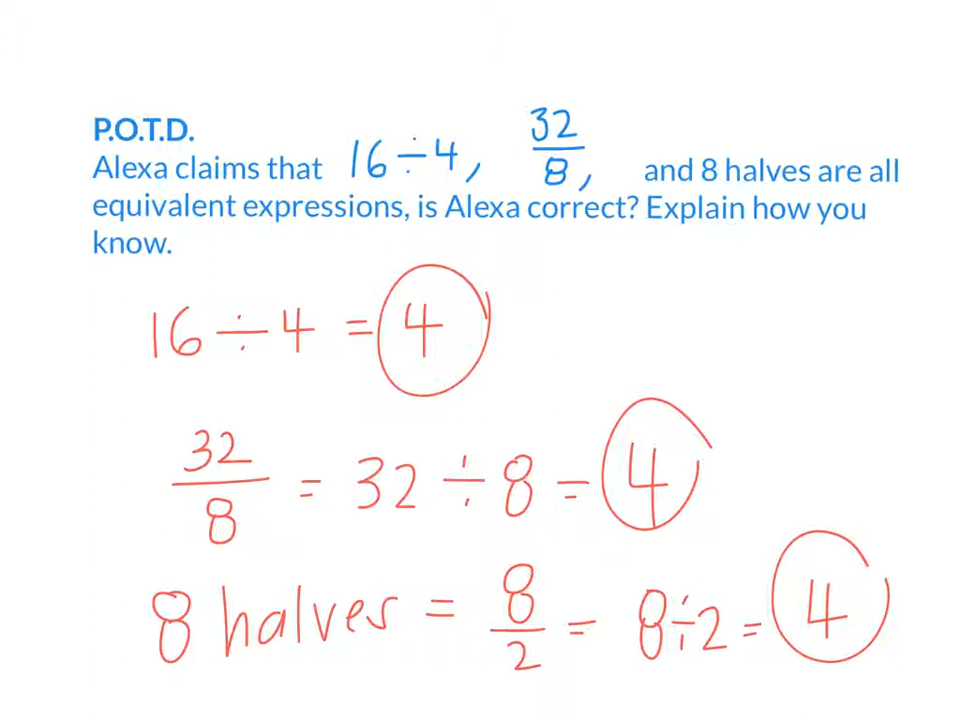 P.O.T.D.
Alexa claims that 16 ÷ 4, 32/8, and 8 halves are all
equivalent expressions, is Alexa correct? Explain how you
know.
16 ÷ 4 = 4
32/8 = 32 ÷ 8 = 4
8 halves = 8/2 = 8 ÷ 2 = 4